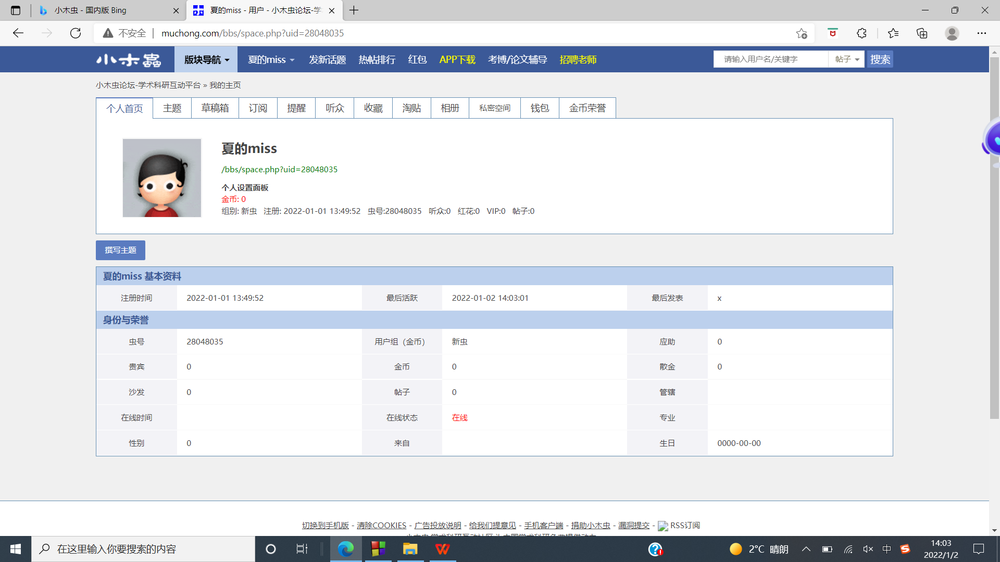 小木虫 - 国内版 Bing
夏的miss - 用户 - 小木虫论坛-学
不安全 | muchong.com/bbs/space.php?uid=28048035
小木蟲 版块导航 夏的miss 发新话题 热帖排行 红包 APP下载 考博/论文辅导 招聘老师 请输入用户名/关键字 帖子 搜索
小木虫论坛-学术科研互动平台 » 我的主页
个人首页 主题 草稿箱 订阅 提醒 听众 收藏 淘贴 相册 私密空间 钱包 金币荣誉
夏的miss
/bbs/space.php?uid=28048035
个人设置面板
金币: 0
组别: 新虫 注册: 2022-01-01 13:49:52 虫号:28048035 听众:0 红花:0 VIP:0 帖子:0
撰写主题
夏的miss 基本资料
注册时间 2022-01-01 13:49:52 最后活跃 2022-01-02 14:03:01 最后发表 x
身份与荣誉
虫号 28048035 用户组（金币） 新虫 应助 0
贵宾 0 金币 0 散金 0
沙发 0 帖子 0 管辖
在线时间 在线状态 在线 专业
性别 0 来自 生日 0000-00-00
切换到手机版 - 清除COOKIES - 广告投放说明 - 给我们提意见 - 手机客户端 - 捐助小木虫 - 漏洞提交 - RSS订阅
在这里输入你要搜索的内容
2°C 晴朗
中
14:03
2022/1/2